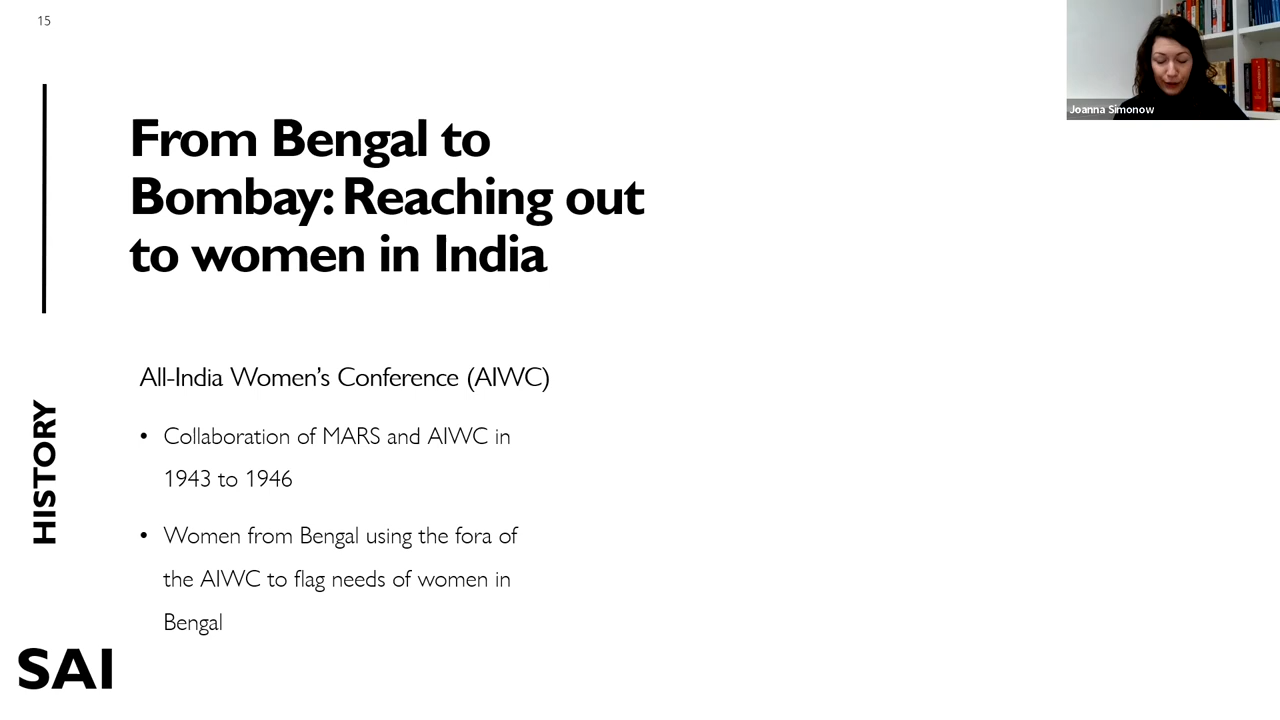 15
Joanna Simonow
From Bengal to
Bombay: Reaching out
to women in India
All-India Women's Conference (AIWC)
• Collaboration of MARS and AIWC in
1943 to 1946
• Women from Bengal using the fora of
the AIWC to flag needs of women in
Bengal
HISTORY
SAI